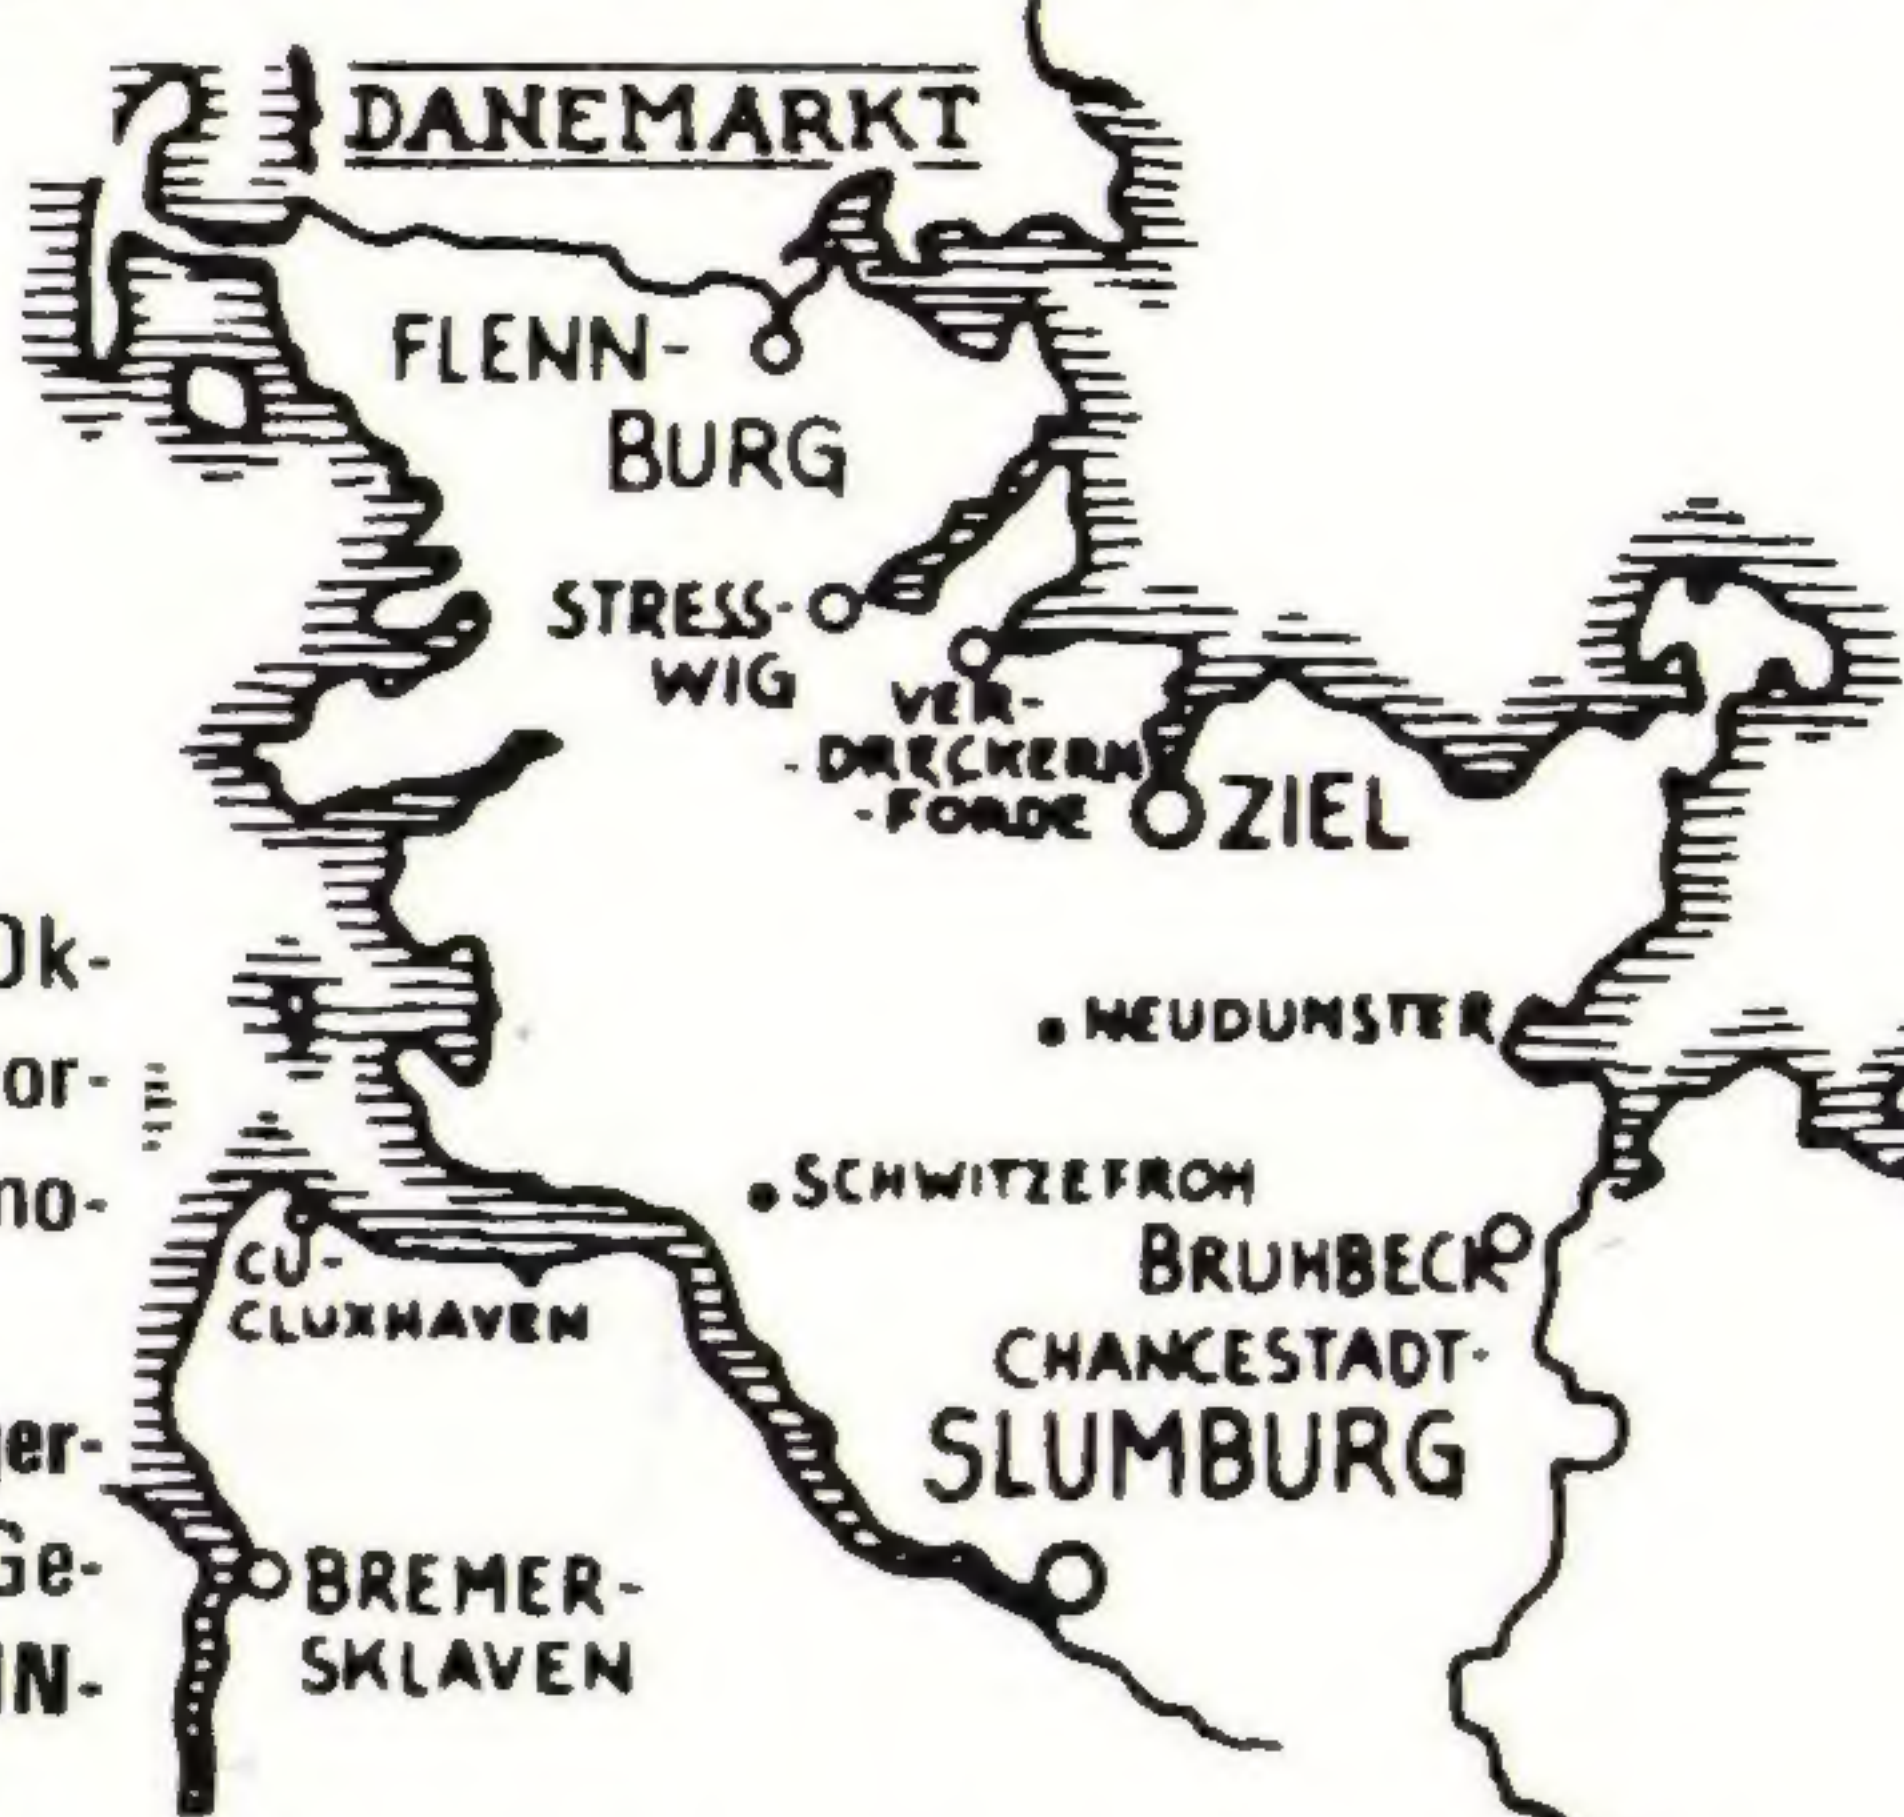 DANEMARKT
FLENN-
BURG
STRESS-
WIG
VER-
-DRECKERN
-FORDE
ZIEL
NEUDUMSTER
SCHWITZEFROH
BRUHBECK
CU-
CLUXHAVEN
CHANCESTADT-
SLUMBURG
BREMER-
SKLAVEN
Ok-
or-
no-
ger-
Ge-
IN-